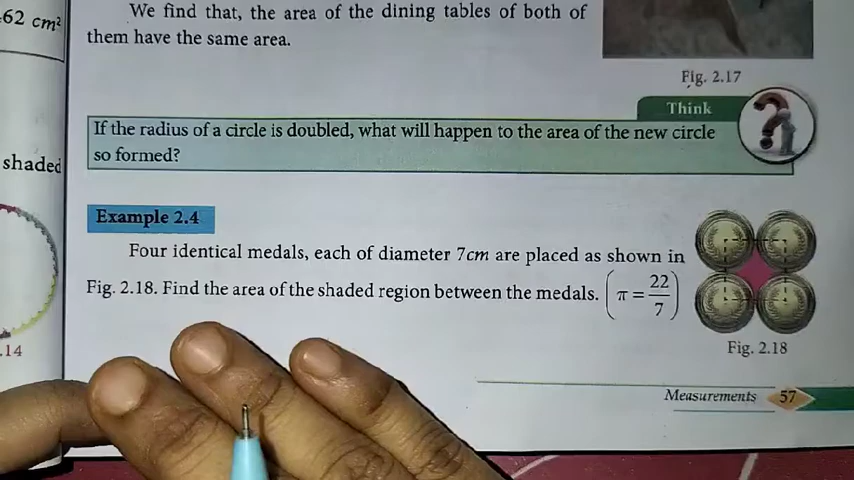 .62 cm²
We find that, the area of the dining tables of both of
them have the same area.
Fig. 2.17
Think
If the radius of a circle is doubled, what will happen to the area of the new circle
so formed?
shaded
Example 2.4
Four identical medals, each of diameter 7cm are placed as shown in
Fig. 2.18. Find the area of the shaded region between the medals. (π = 22/7)
.14
Fig. 2.18
Measurements 57